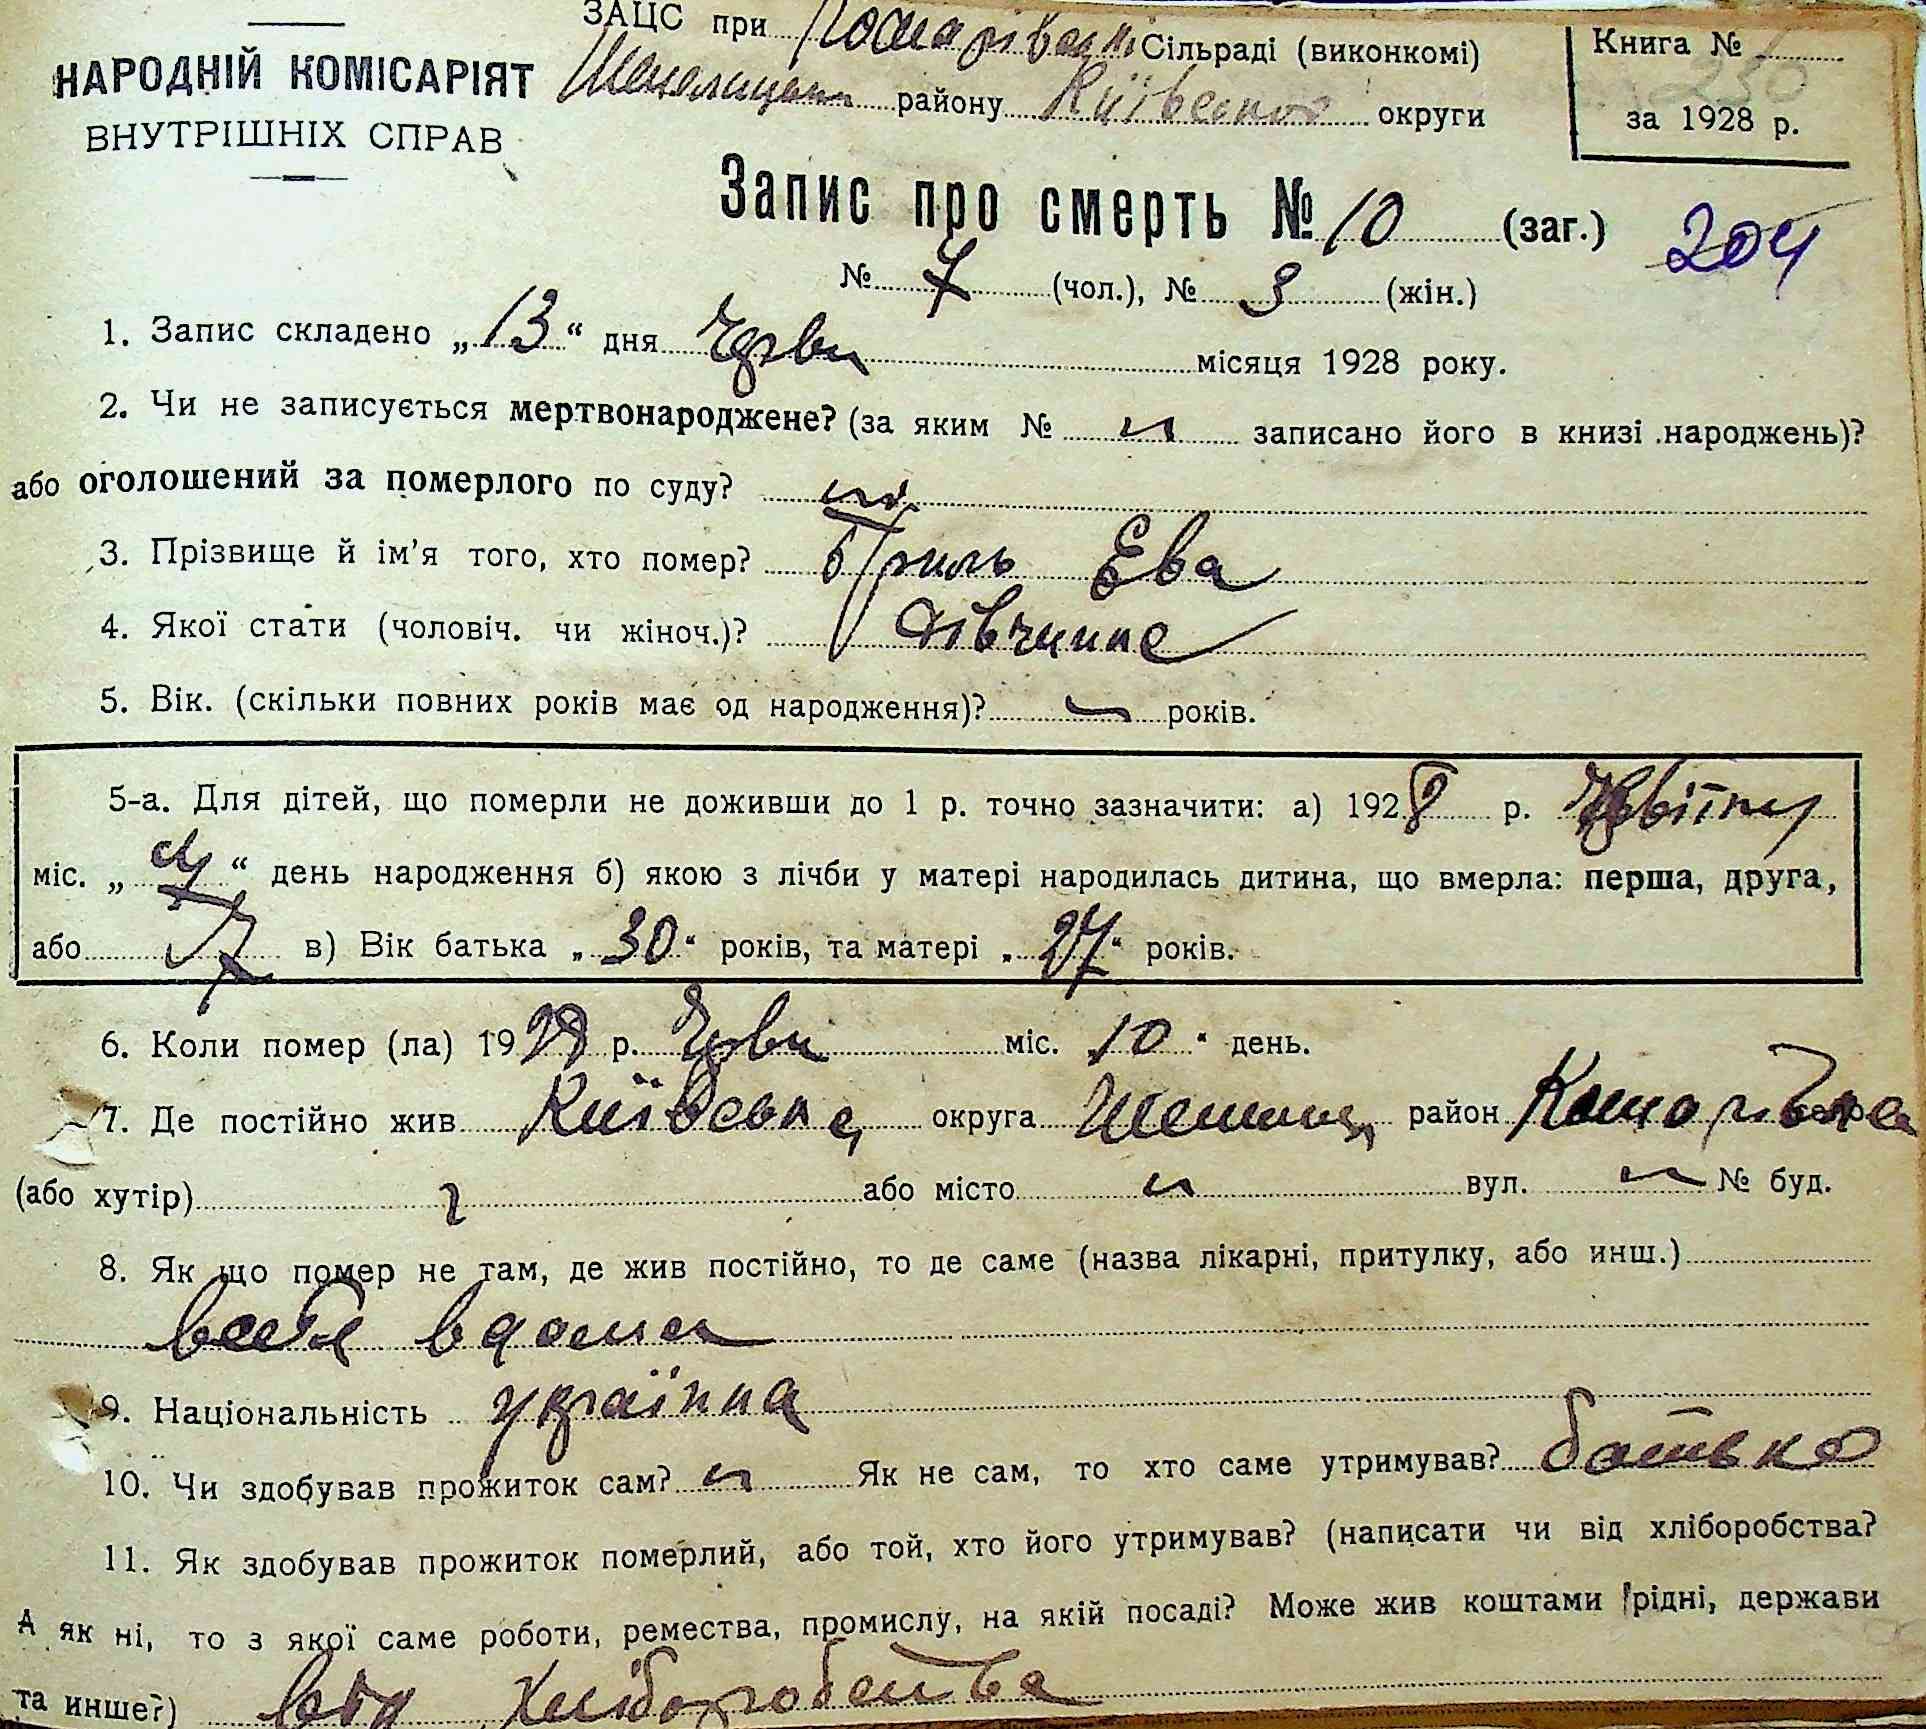 ЗАЦС при Комарівській Сільраді (виконкомі)
НАРОДНІЙ КОМІСАРІЯТ
ВНУТРІШНІХ СПРАВ
району Київської округи
Книга №
за 1928 р.
Запис про смерть № 10 (заг.) 204
№ 7 (чол.), № 3 (жін.)
1. Запис складено „13“ дня Червн місяця 1928 року.
2. Чи не записується мертвонароджене? (за яким № записано його в книзі народжень)?
або оголошений за померлого по суду? ні
3. Прізвище й ім'я того, хто помер? Ева
4. Якої стати (чоловіч. чи жіноч.)? дівчина
5. Вік. (скільки повних років має од народження)? років.
5-а. Для дітей, що померли не доживши до 1 р. точно зазначити: а) 1928 р.
міс. „ “ день народження б) якою з лічби у матері народилась дитина, що вмерла: перша, друга,
або в) Вік батька „30“ років, та матері „27“ років.
6. Коли помер (ла) 1928 р. Червн міс. „10“ день.
7. Де постійно жив Київська округа район Комарівка
(або хутір) або місто вул. № буд.
8. Як що помер не там, де жив постійно, то де саме (назва лікарні, притулку, або инш.)
в себе вдома
9. Національність українка
10. Чи здобував прожиток сам? Як не сам, то хто саме утримував? батько
11. Як здобував прожиток померлий, або той, хто його утримував? (написати чи від хліборобства?
А як ні, то з якої саме роботи, ремества, промислу, на якій посаді? Може жив коштами рідні, держави
та инше?) від хліборобства